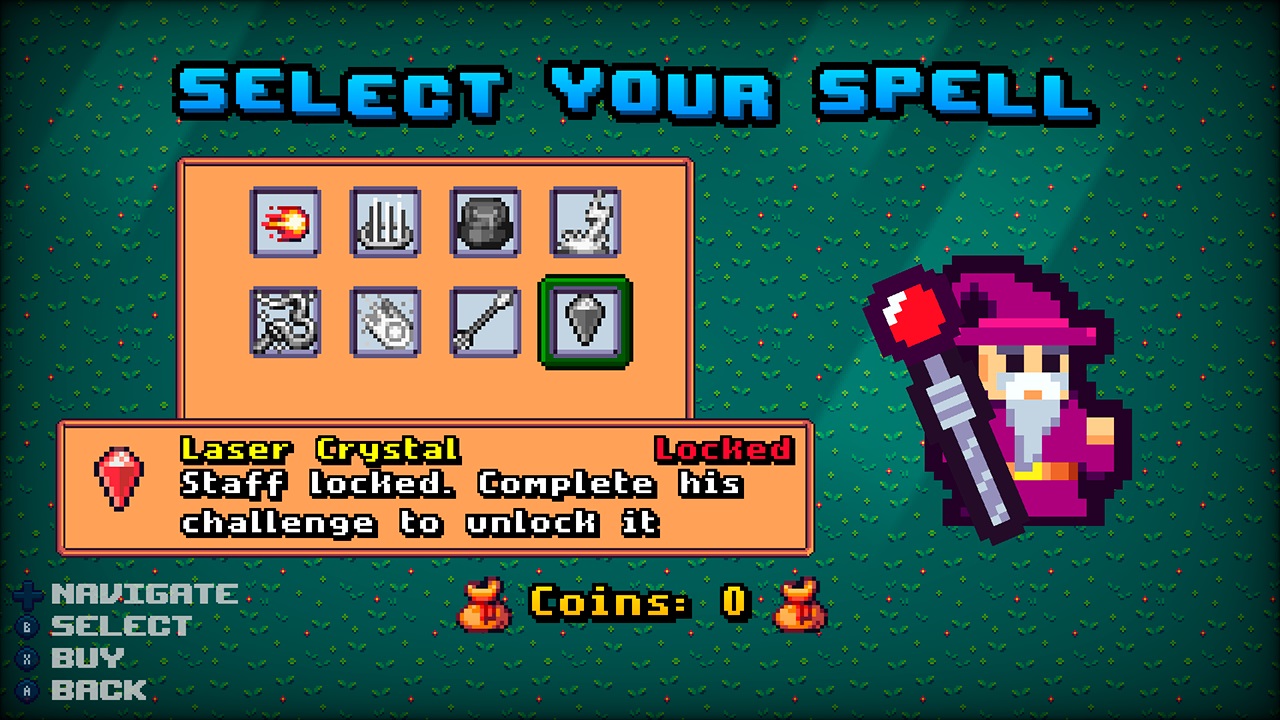 SELECT YOUR SPELL
Laser Crystal Locked
Staff locked. Complete his
challenge to unlock it
Coins: 0
NAVIGATE
B SELECT
X BUY
A BACK